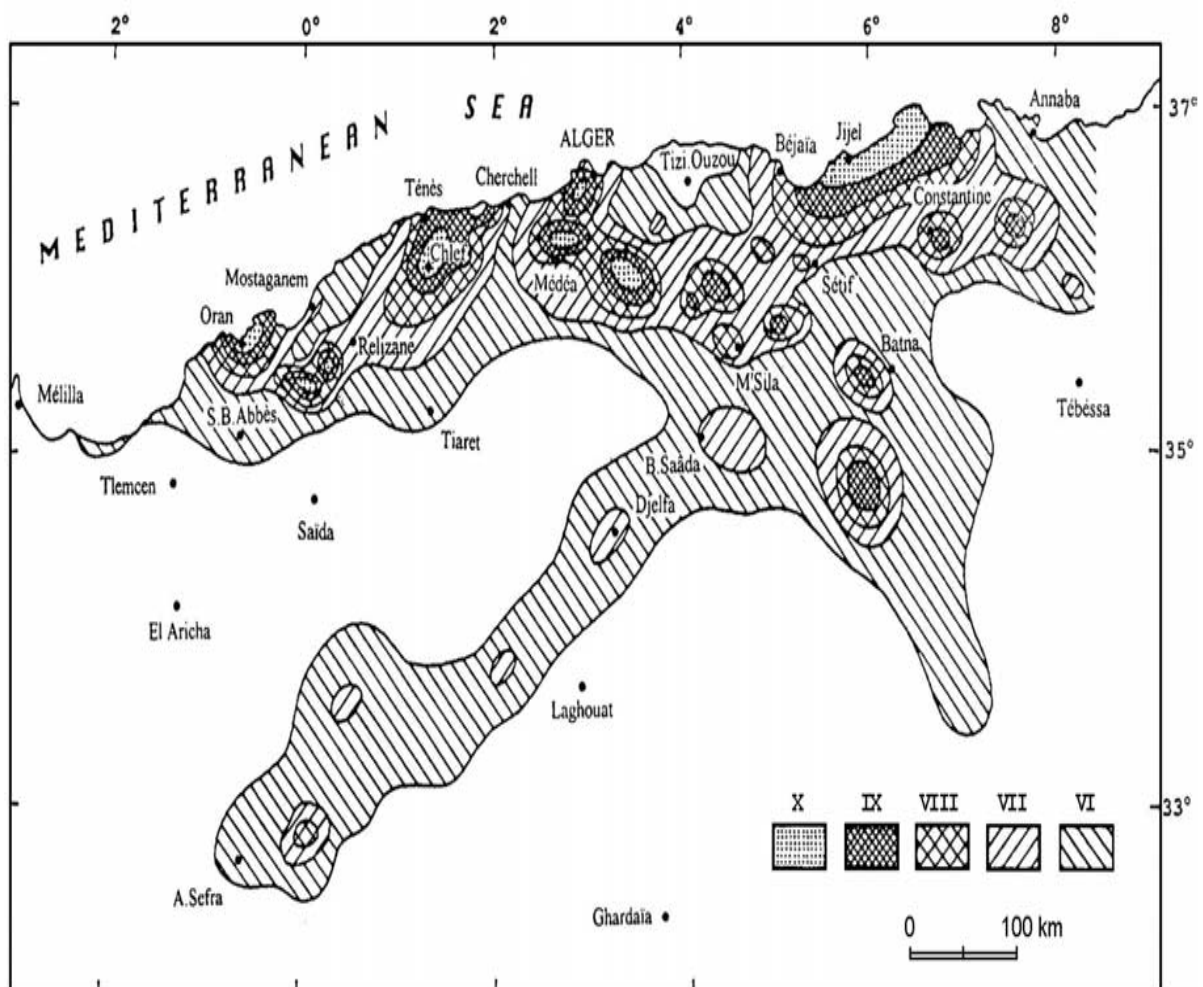 2° 0° 2° 4° 6° 8°
MEDITERRANEAN SEA
37°
Annaba
Jijel
Béjaïa
ALGER
Tizi.Ouzou
Cherchell
Ténès
Constantine
Chlef
Mostaganem
Médéa
Sétif
Oran
Relizane
Batna
M'Sila
Mélilla
S.B.Abbès
Tébéssa
Tiaret
35°
B.Saâda
Tlemcen
Djelfa
Saïda
El Aricha
Laghouat
33°
X IX VIII VII VI
A.Sefra
Ghardaïa
0 100 km